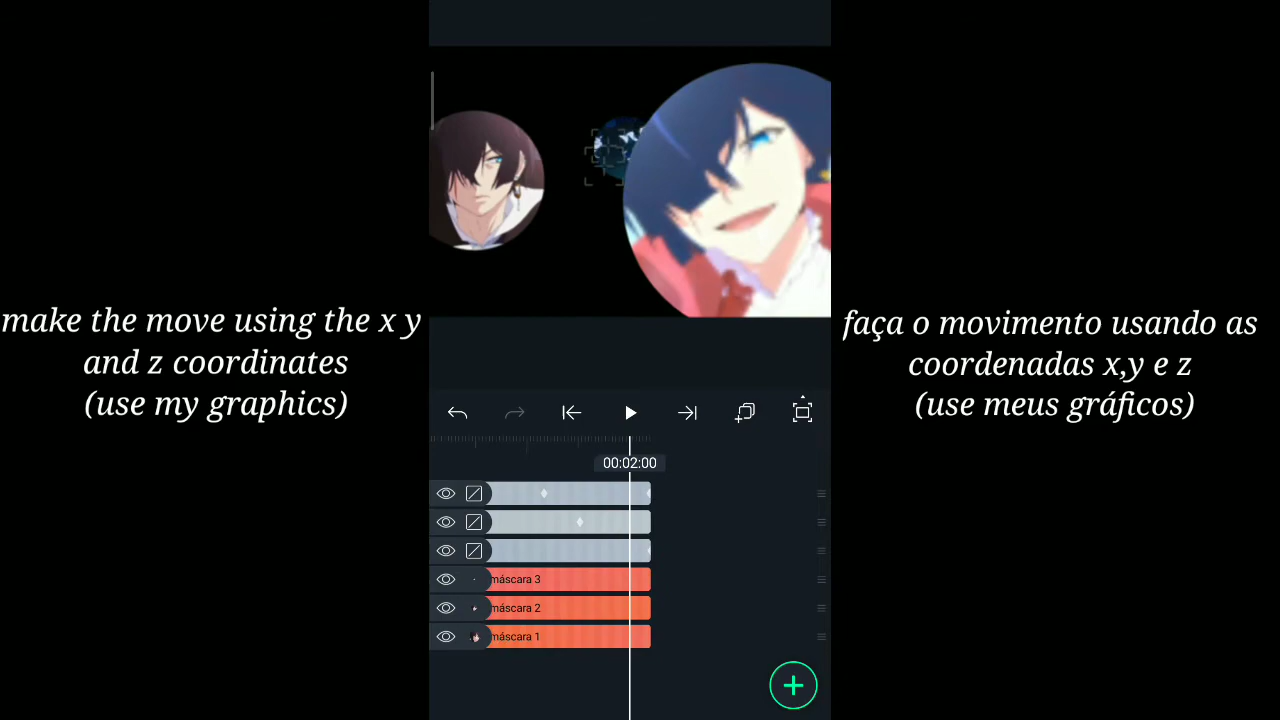 make the move using the x y
and z coordinates
(use my graphics)
00:02:00
máscara 3
máscara 2
máscara 1
faça o movimento usando as
coordenadas x,y e z
(use meus gráficos)